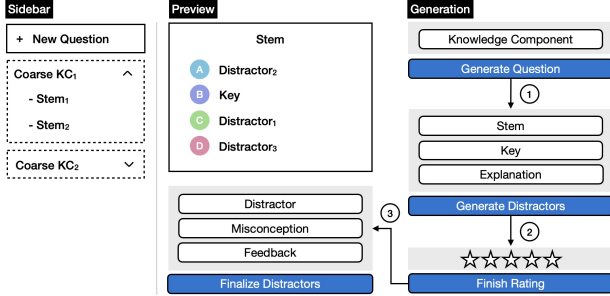 Sidebar
+ New Question
Coarse KC₁
- Stem₁
- Stem₂
Coarse KC₂
Preview
Stem
A Distractor₂
B Key
C Distractor₁
D Distractor₃
Distractor
Misconception
Feedback
Finalize Distractors
Generation
Knowledge Component
Generate Question
1
Stem
Key
Explanation
Generate Distractors
2
3
Finish Rating